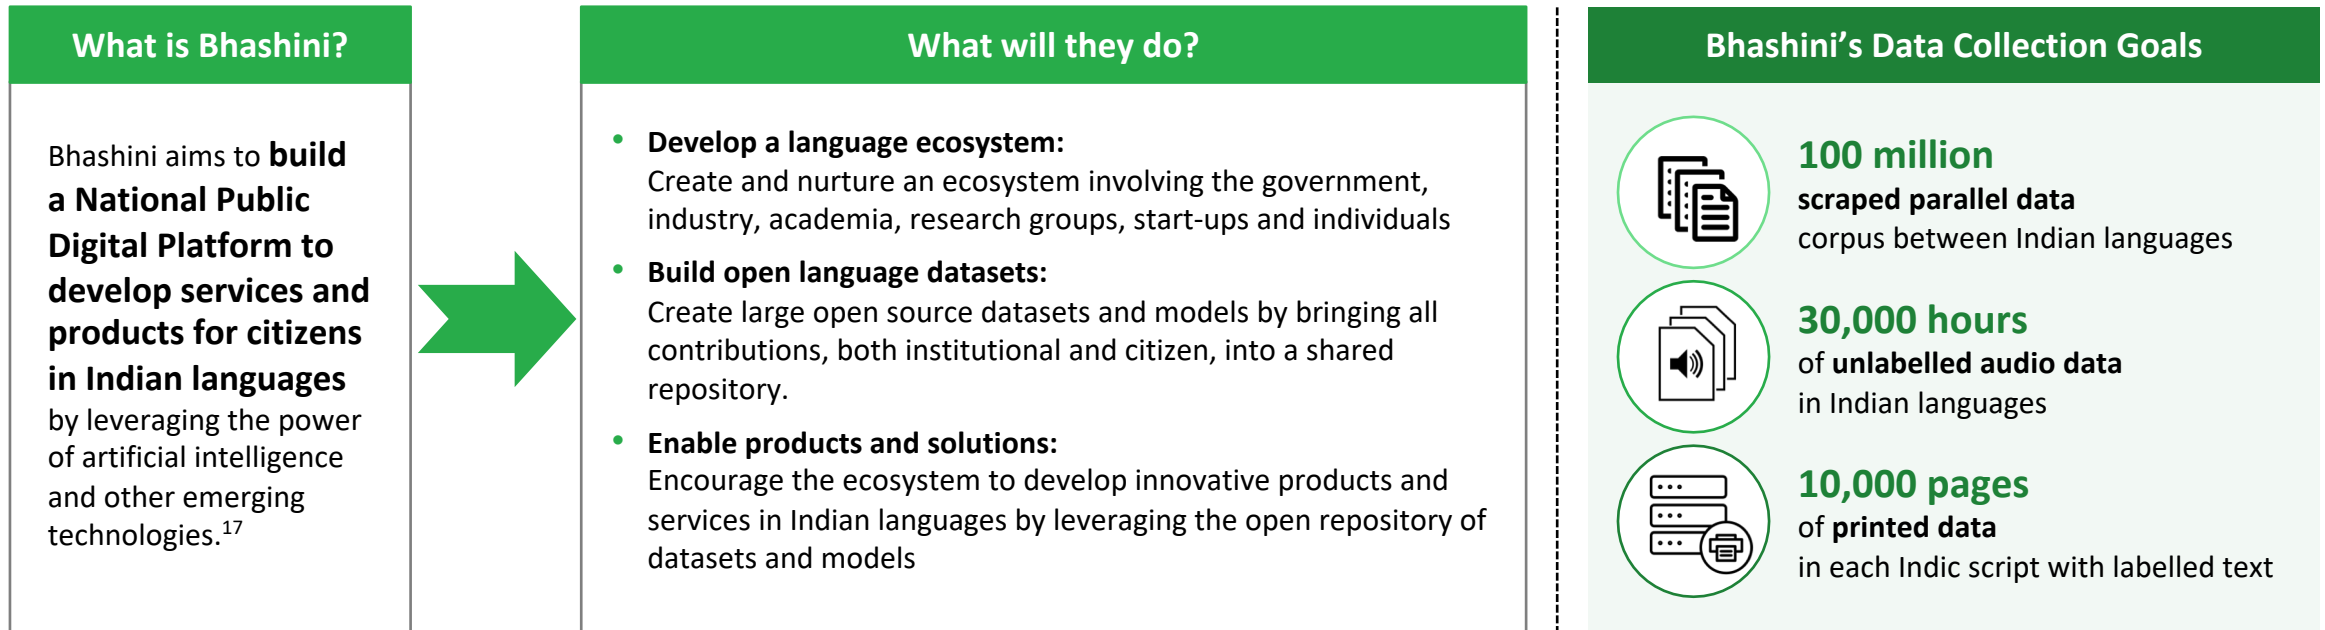 What is Bhashini?
Bhashini aims to build
a National Public
Digital Platform to
develop services and
products for citizens
in Indian languages
by leveraging the power
of artificial intelligence
and other emerging
technologies.17
What will they do?
• Develop a language ecosystem:
Create and nurture an ecosystem involving the government,
industry, academia, research groups, start-ups and individuals
• Build open language datasets:
Create large open source datasets and models by bringing all
contributions, both institutional and citizen, into a shared
repository.
• Enable products and solutions:
Encourage the ecosystem to develop innovative products and
services in Indian languages by leveraging the open repository of
datasets and models
Bhashini’s Data Collection Goals
100 million
scraped parallel data
corpus between Indian languages
30,000 hours
of unlabelled audio data
in Indian languages
10,000 pages
of printed data
in each Indic script with labelled text